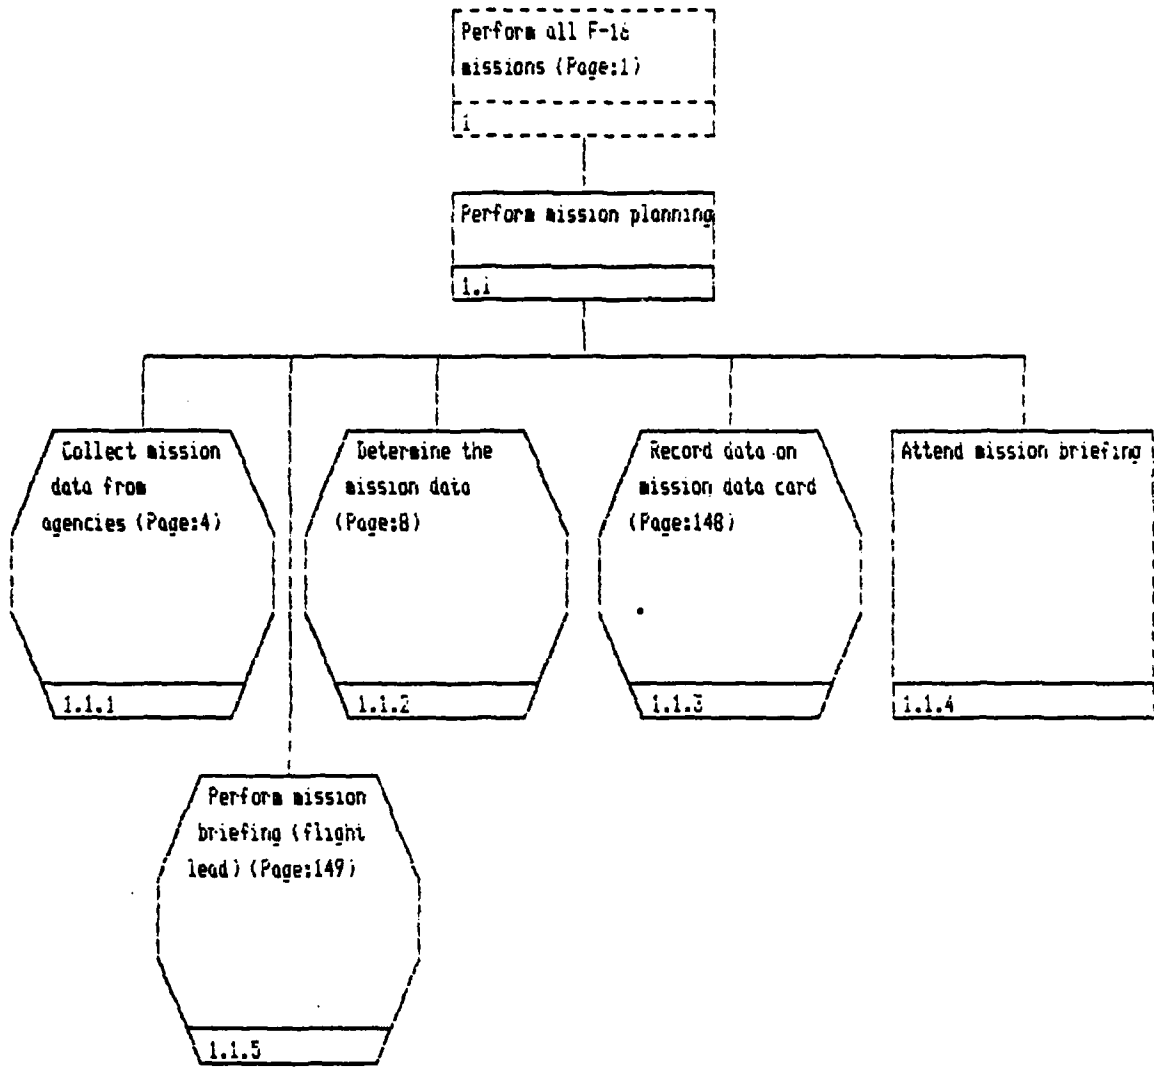 Perform all F-16
missions (Page:1)
1
Perform mission planning
1.1
Collect mission
data from
agencies (Page:4)
1.1.1
Determine the
mission data
(Page:8)
1.1.2
Record data on
mission data card
(Page:148)
1.1.3
Attend mission briefing
1.1.4
Perform mission
briefing (flight
lead) (Page:149)
1.1.5